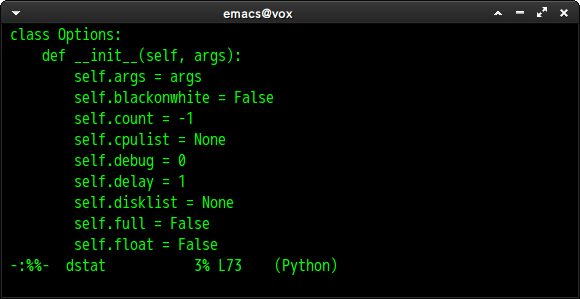 emacs@vox
class Options:
    def __init__(self, args):
        self.args = args
        self.blackonwhite = False
        self.count = -1
        self.cpulist = None
        self.debug = 0
        self.delay = 1
        self.disklist = None
        self.full = False
        self.float = False
-:%%-  dstat           3% L73    (Python)